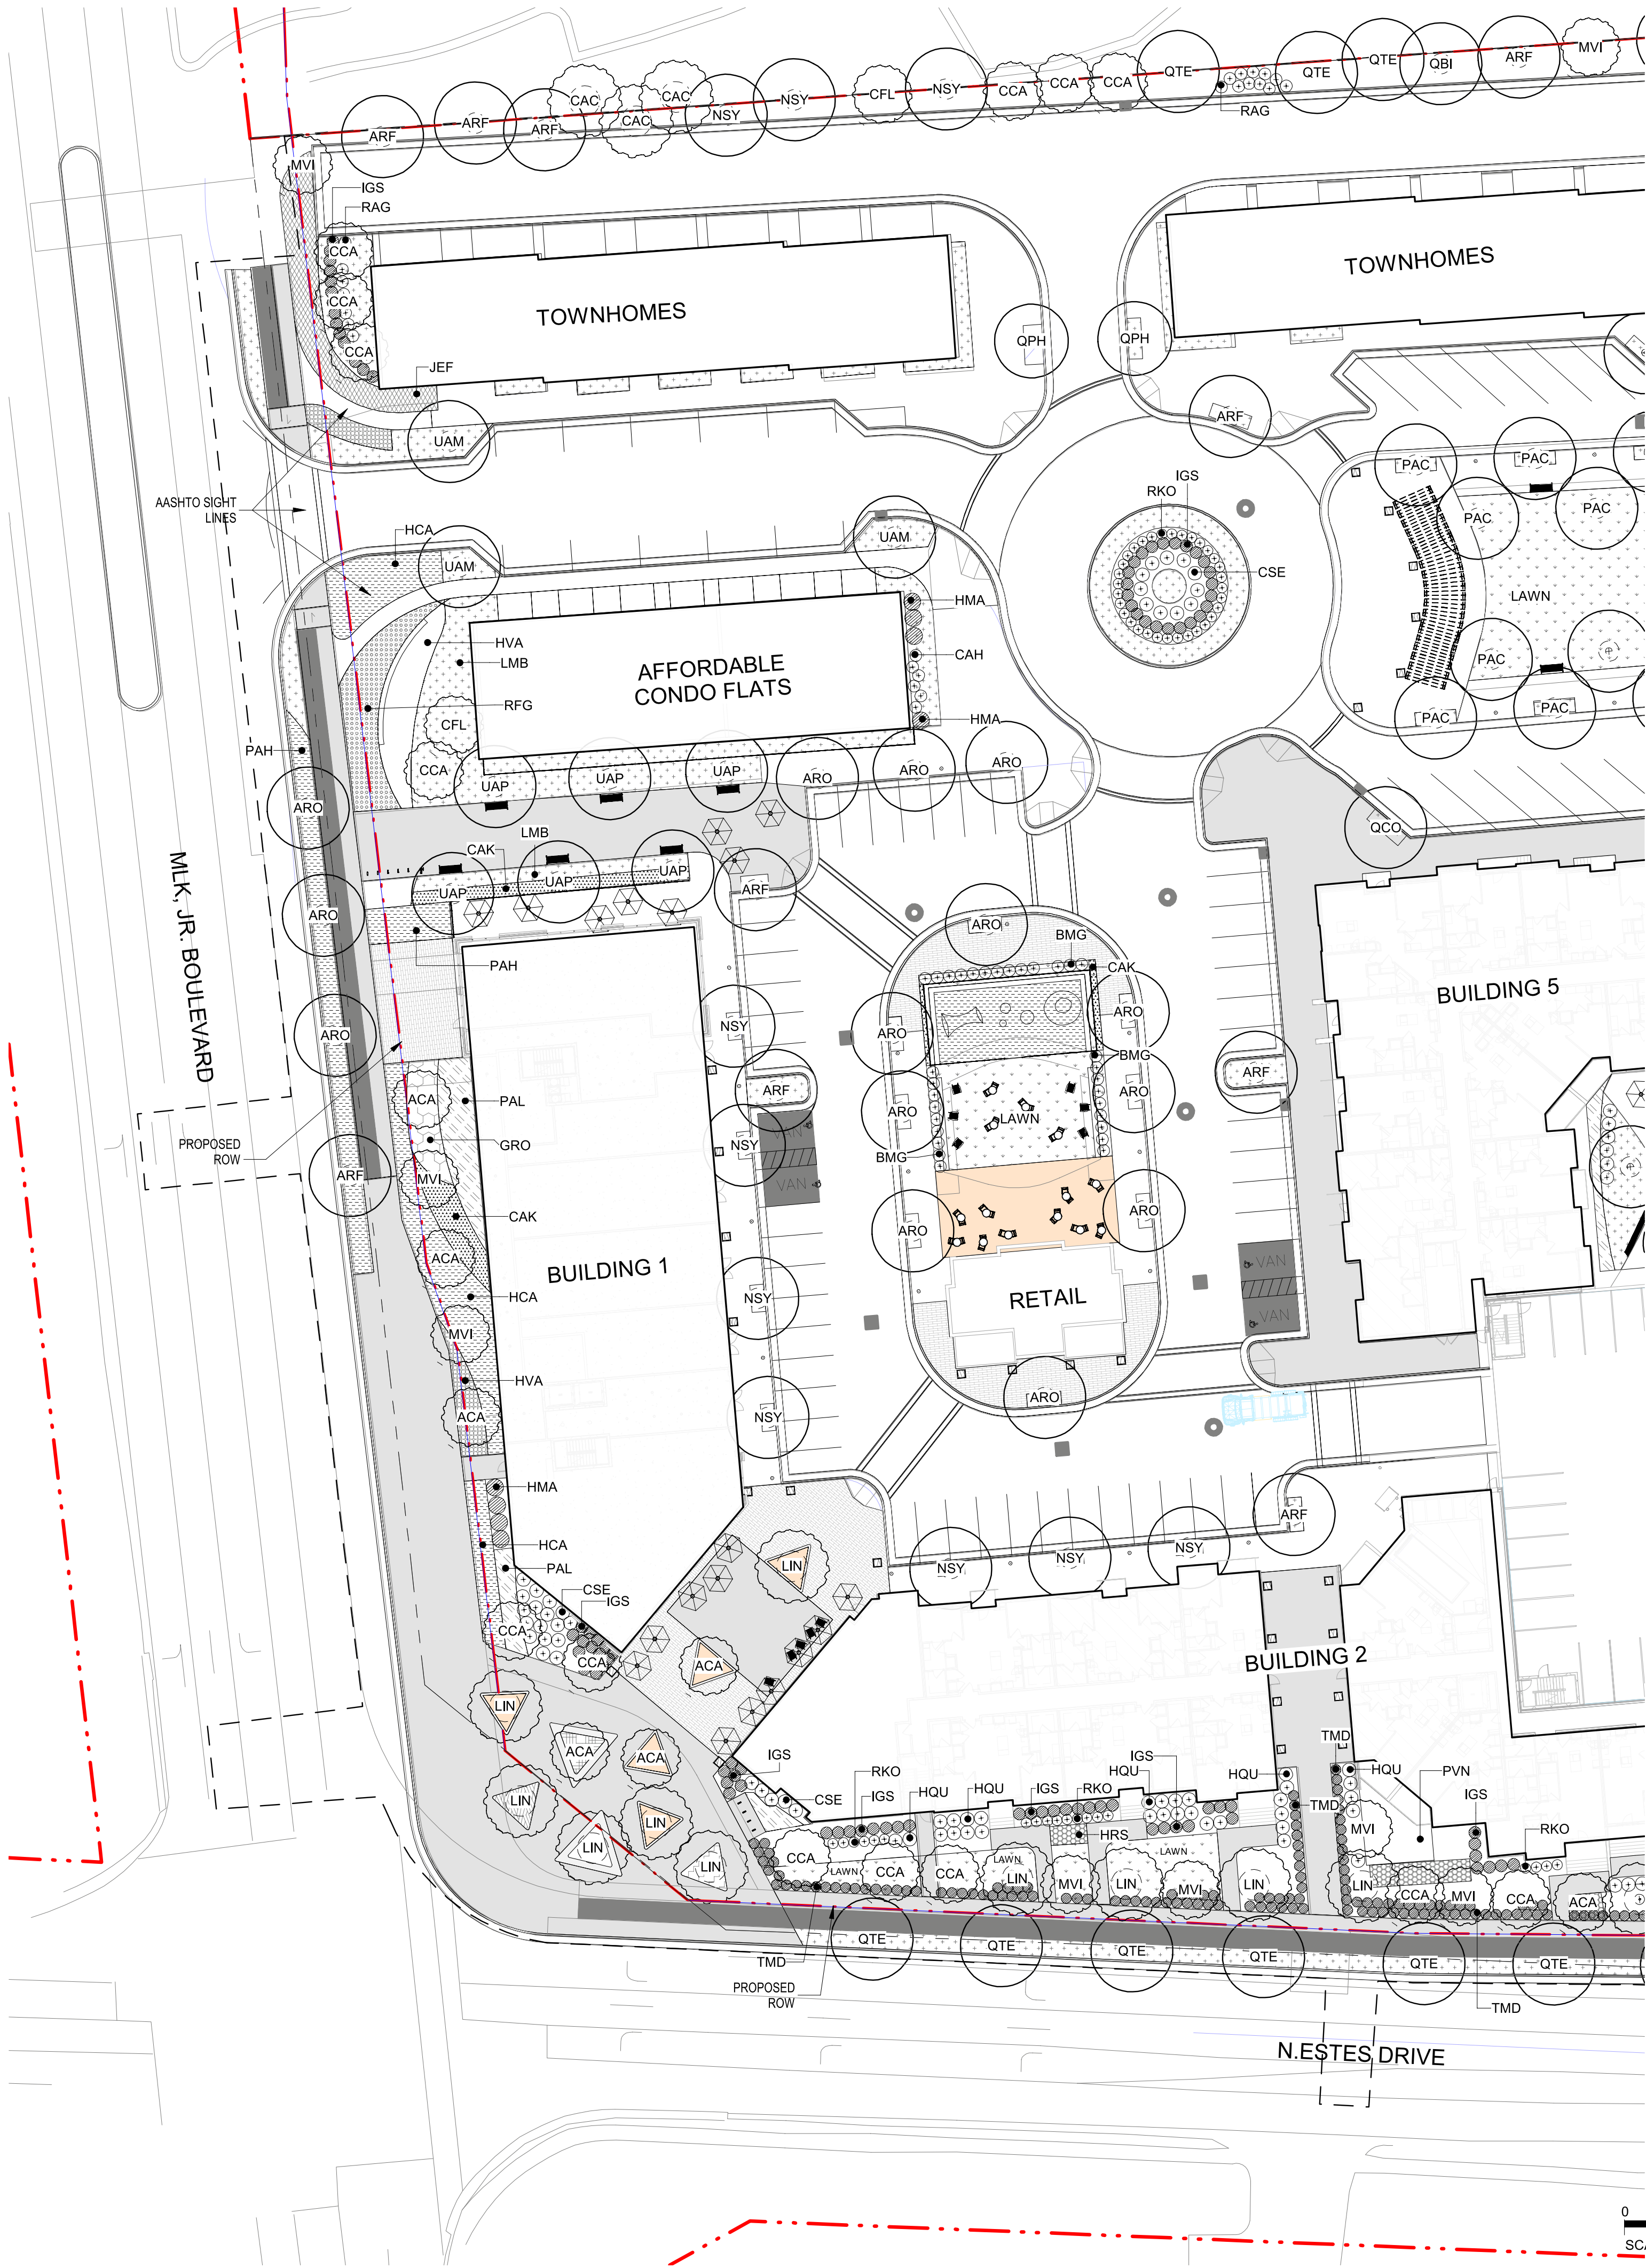 MVI
ARF
QBI
QTE
QTE
QTE
CCA
CCA
CCA
NSY
CFL
NSY
NSY
CAC
CAC
CAC
ARF
ARF
ARF
RAG
MVI
IGS
RAG
CCA
CCA
CCA
TOWNHOMES
TOWNHOMES
QPH
QPH
JEF
UAM
ARF
AASHTO SIGHT
LINES
HCA
UAM
UAM
RKO
IGS
CSE
PAC
PAC
PAC
PAC
LAWN
PAC
PAC
PAC
HMA
CAH
HMA
HVA
LMB
RFG
AFFORDABLE
CONDO FLATS
CFL
CCA
PAH
ARO
UAP
UAP
UAP
ARO
ARO
ARO
QCO
LMB
CAK
UAP
UAP
UAP
ARF
ARO
MLK, JR. BOULEVARD
PAH
ARO
BMG
CAK
BUILDING 5
ARO
NSY
ARO
ARO
BMG
ARF
ARF
ACA
PAL
ARO
ARO
LAWN
GRO
NSY
VAN
VAN
BMG
PROPOSED
ROW
ARF
MVI
CAK
ARO
ARO
ACA
BUILDING 1
HCA
NSY
RETAIL
VAN
VAN
MVI
HVA
ACA
NSY
ARO
HMA
ARF
HCA
PAL
LIN
NSY
NSY
NSY
CSE
IGS
CCA
CCA
ACA
BUILDING 2
LIN
ACA
ACA
LIN
LIN
LIN
LIN
IGS
CSE
RKO
IGS
HQU
HQU
IGS
RKO
IGS
HQU
HQU
TMD
TMD
HQU
PVN
IGS
RKO
HRS
MVI
CCA
LAWN
CCA
CCA
LAWN
LIN
MVI
LIN
LAWN
MVI
LIN
LIN
CCA
MVI
CCA
ACA
QTE
QTE
QTE
QTE
QTE
QTE
TMD
PROPOSED
ROW
TMD
N.ESTES DRIVE
0